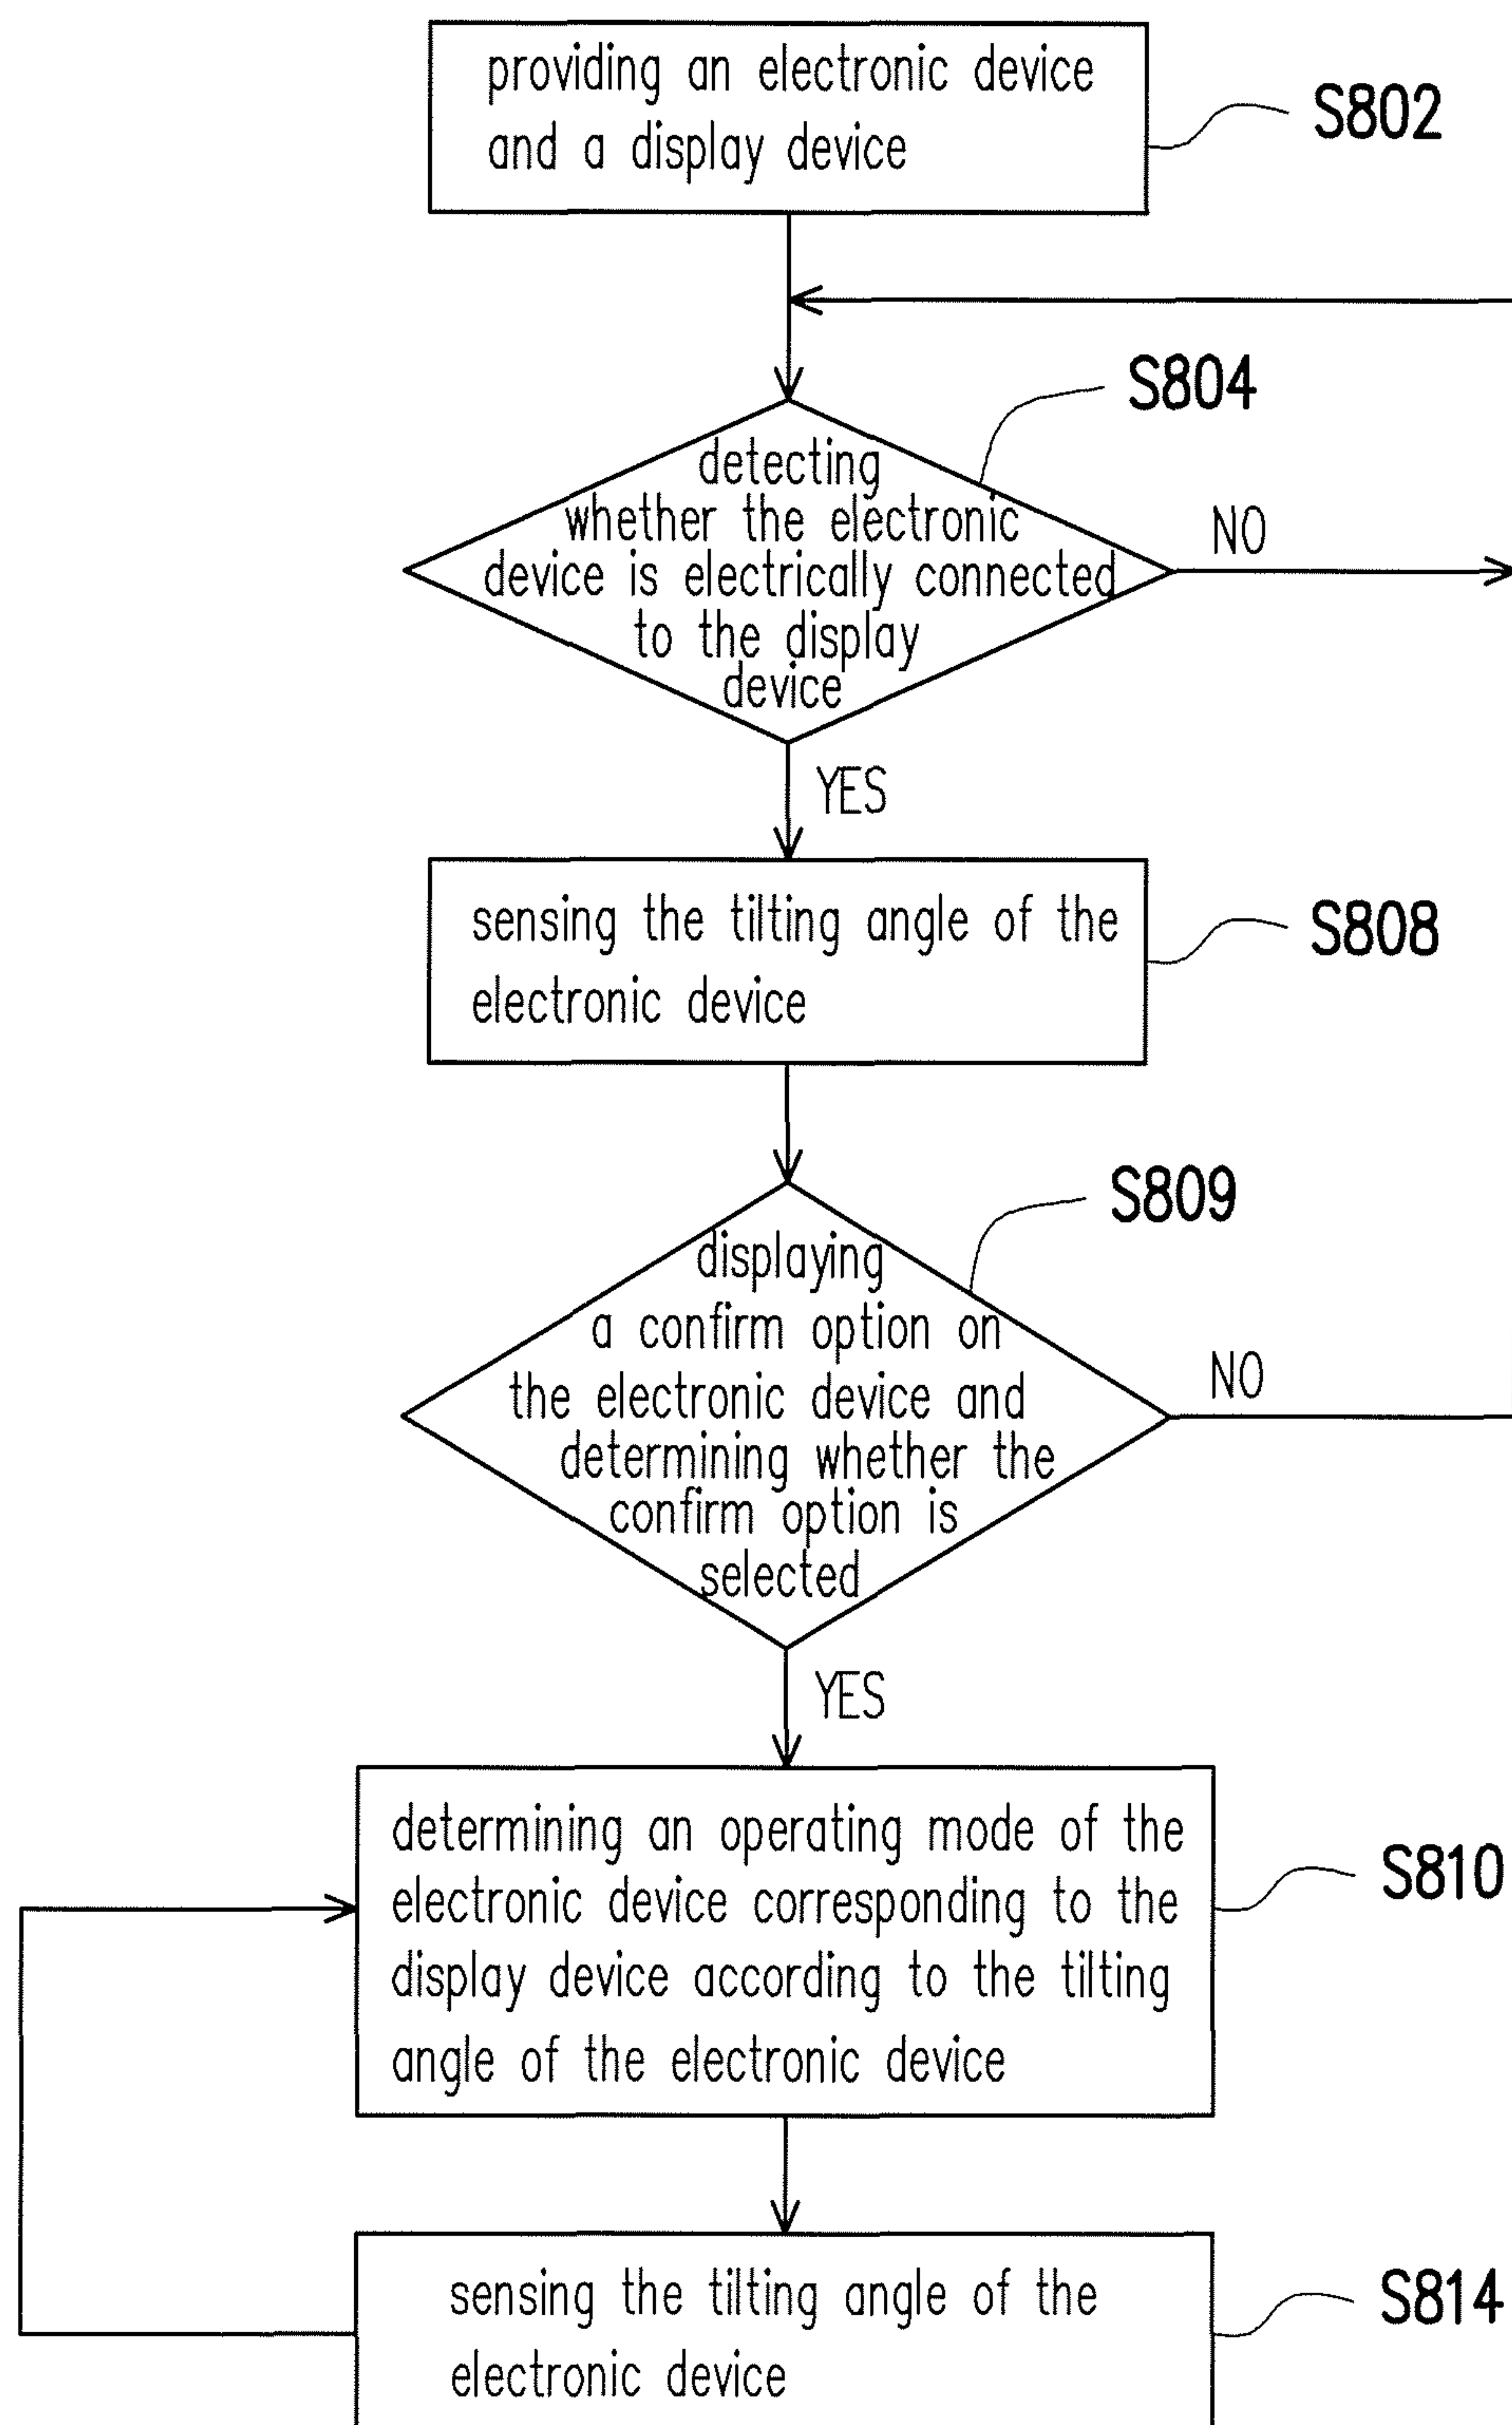 providing an electronic device
and a display device
S802
S804
detecting
whether the electronic
device is electrically connected
to the display
device
NO
YES
sensing the tilting angle of the
electronic device
S808
S809
displaying
a confirm option on
the electronic device and
determining whether the
confirm option is
selected
NO
YES
determining an operating mode of the
electronic device corresponding to the
display device according to the tilting
angle of the electronic device
S810
sensing the tilting angle of the
electronic device
S814